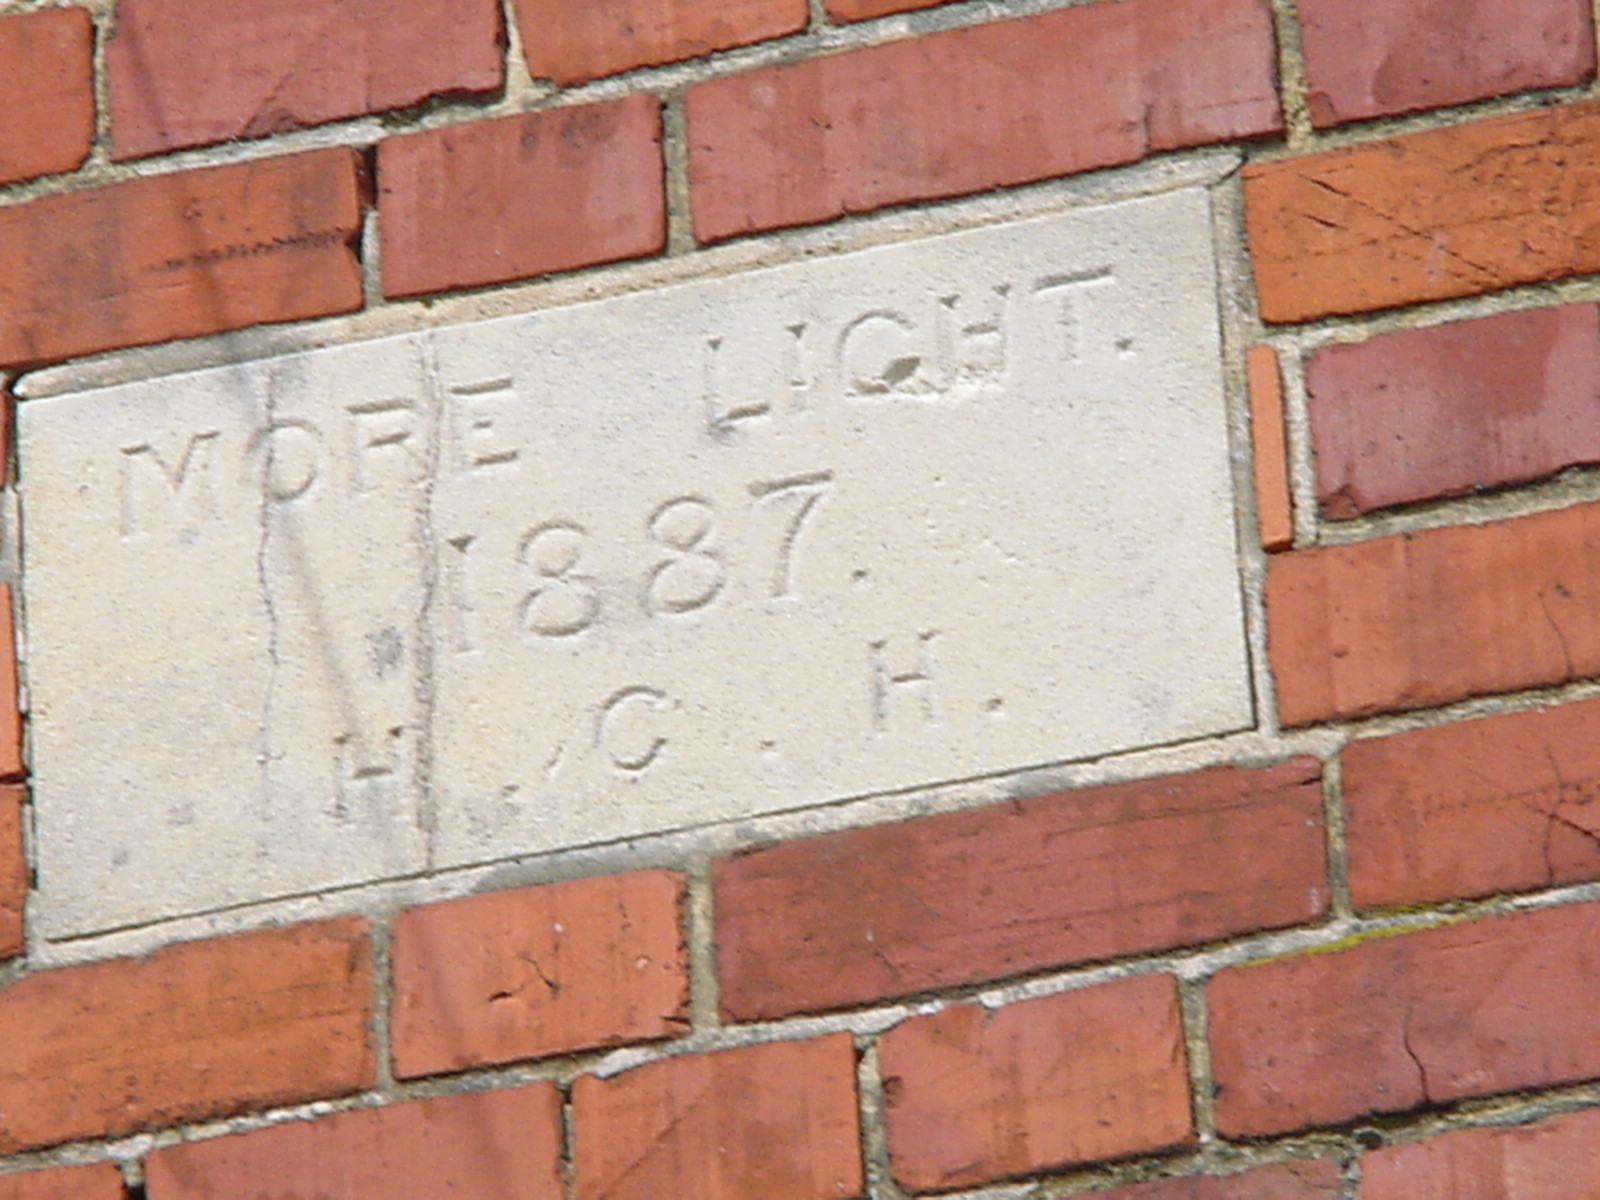 MORE LIGHT.
1887.
H. C. H.